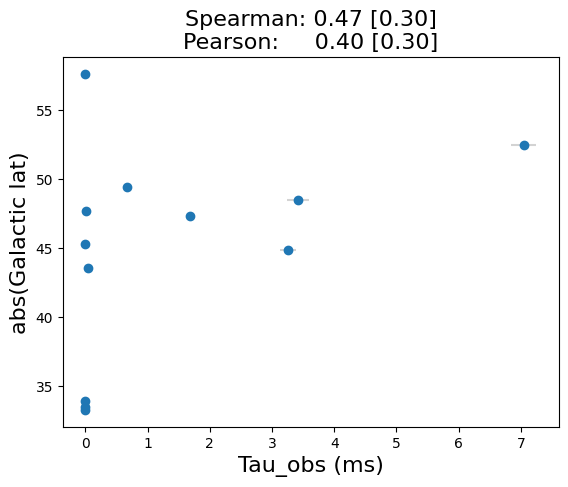 Spearman: 0.47 [0.30]
Pearson: 0.40 [0.30]
abs(Galactic lat)
55
50
45
40
35
0 1 2 3 4 5 6 7
Tau_obs (ms)